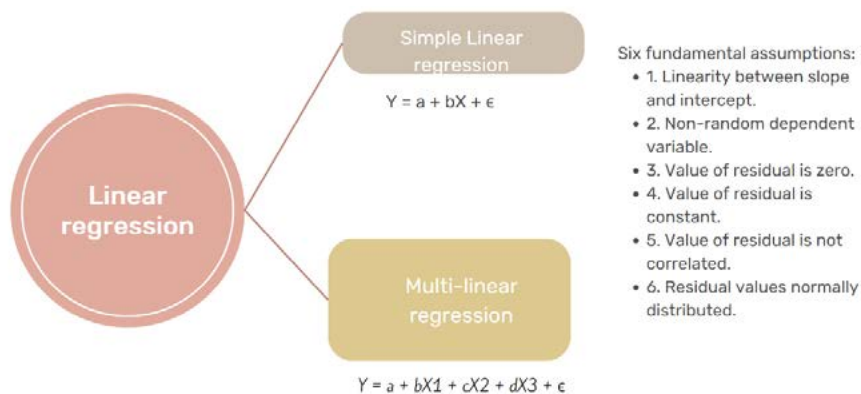 Linear
regression
Simple Linear
regression
Y = a + bX + ϵ
Multi-linear
regression
Y = a + bX1 + cX2 + dX3 + ϵ
Six fundamental assumptions:
• 1. Linearity between slope
and intercept.
• 2. Non-random dependent
variable.
• 3. Value of residual is zero.
• 4. Value of residual is
constant.
• 5. Value of residual is not
correlated.
• 6. Residual values normally
distributed.